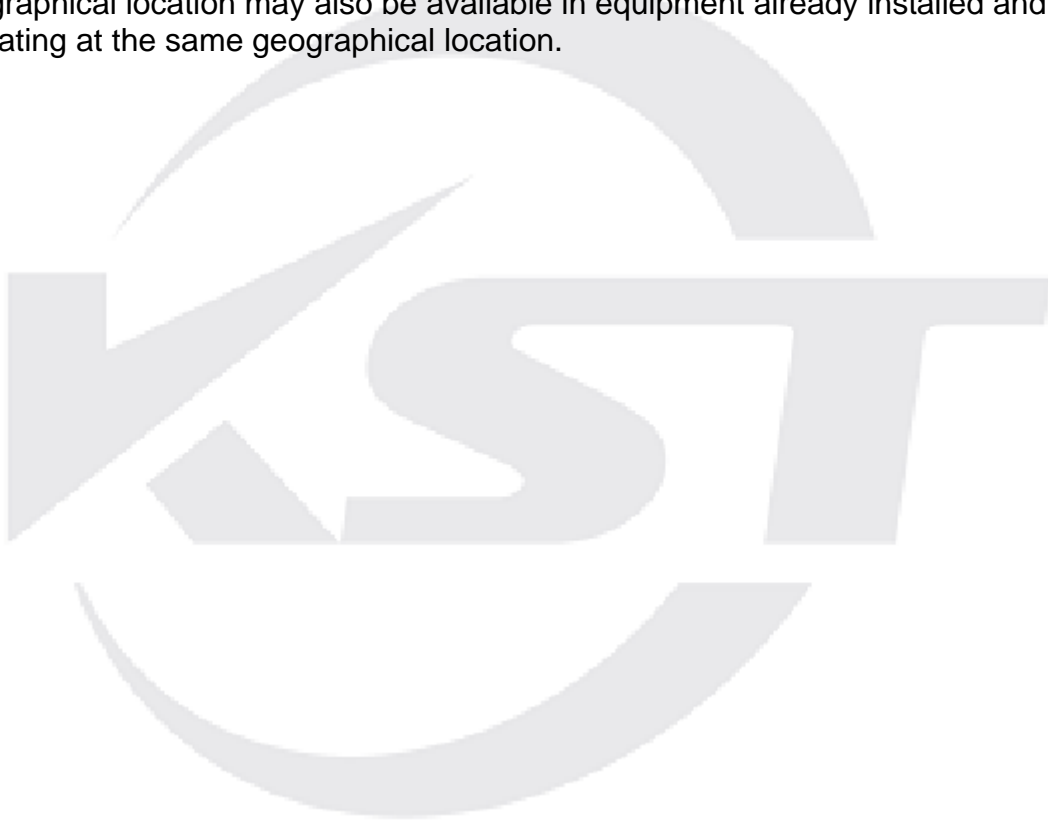 graphical location may also be available in equipment already installed and
ating at the same geographical location.
KST